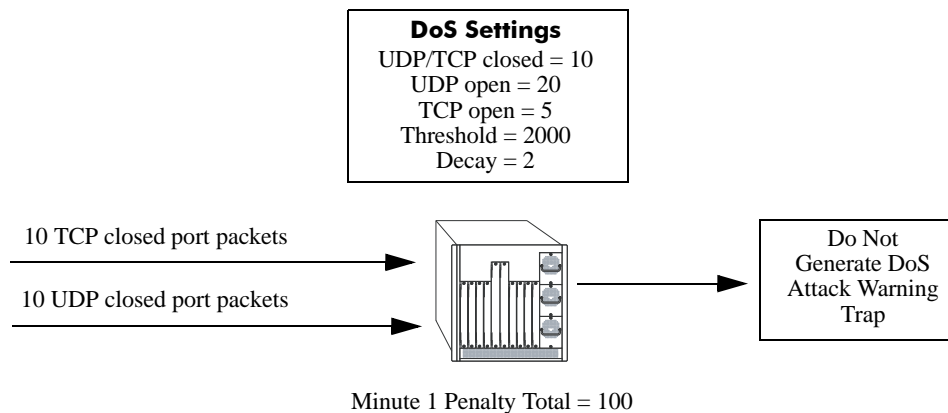 DoS Settings
UDP/TCP closed = 10
UDP open = 20
TCP open = 5
Threshold = 2000
Decay = 2
10 TCP closed port packets
10 UDP closed port packets
Do Not
Generate DoS
Attack Warning
Trap
Minute 1 Penalty Total = 100